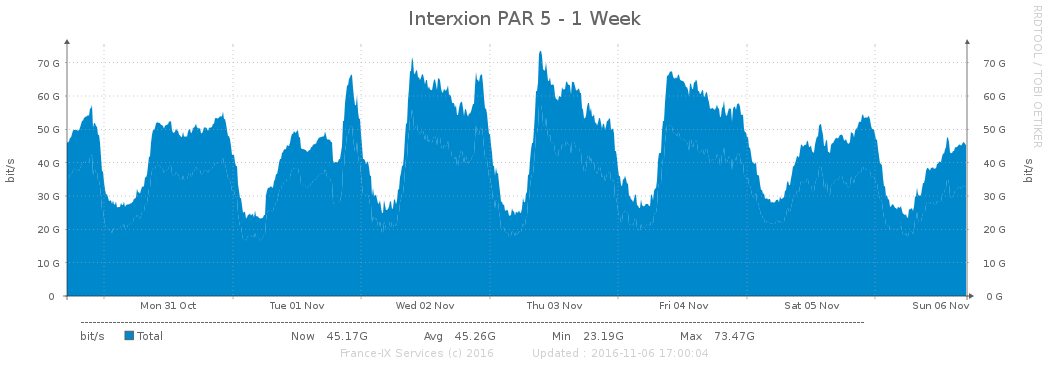 Interxion PAR 5 - 1 Week
RRDTOOL / TOBI OETIKER
bit/s
70 G
60 G
50 G
40 G
30 G
20 G
10 G
0
70 G
60 G
50 G
40 G
30 G
20 G
10 G
0 G
bit/s
Mon 31 Oct Tue 01 Nov Wed 02 Nov Thu 03 Nov Fri 04 Nov Sat 05 Nov Sun 06 Nov
bit/s Total Now 45.17G Avg 45.26G Min 23.19G Max 73.47G
France-IX Services (c) 2016 Updated : 2016-11-06 17:00:04